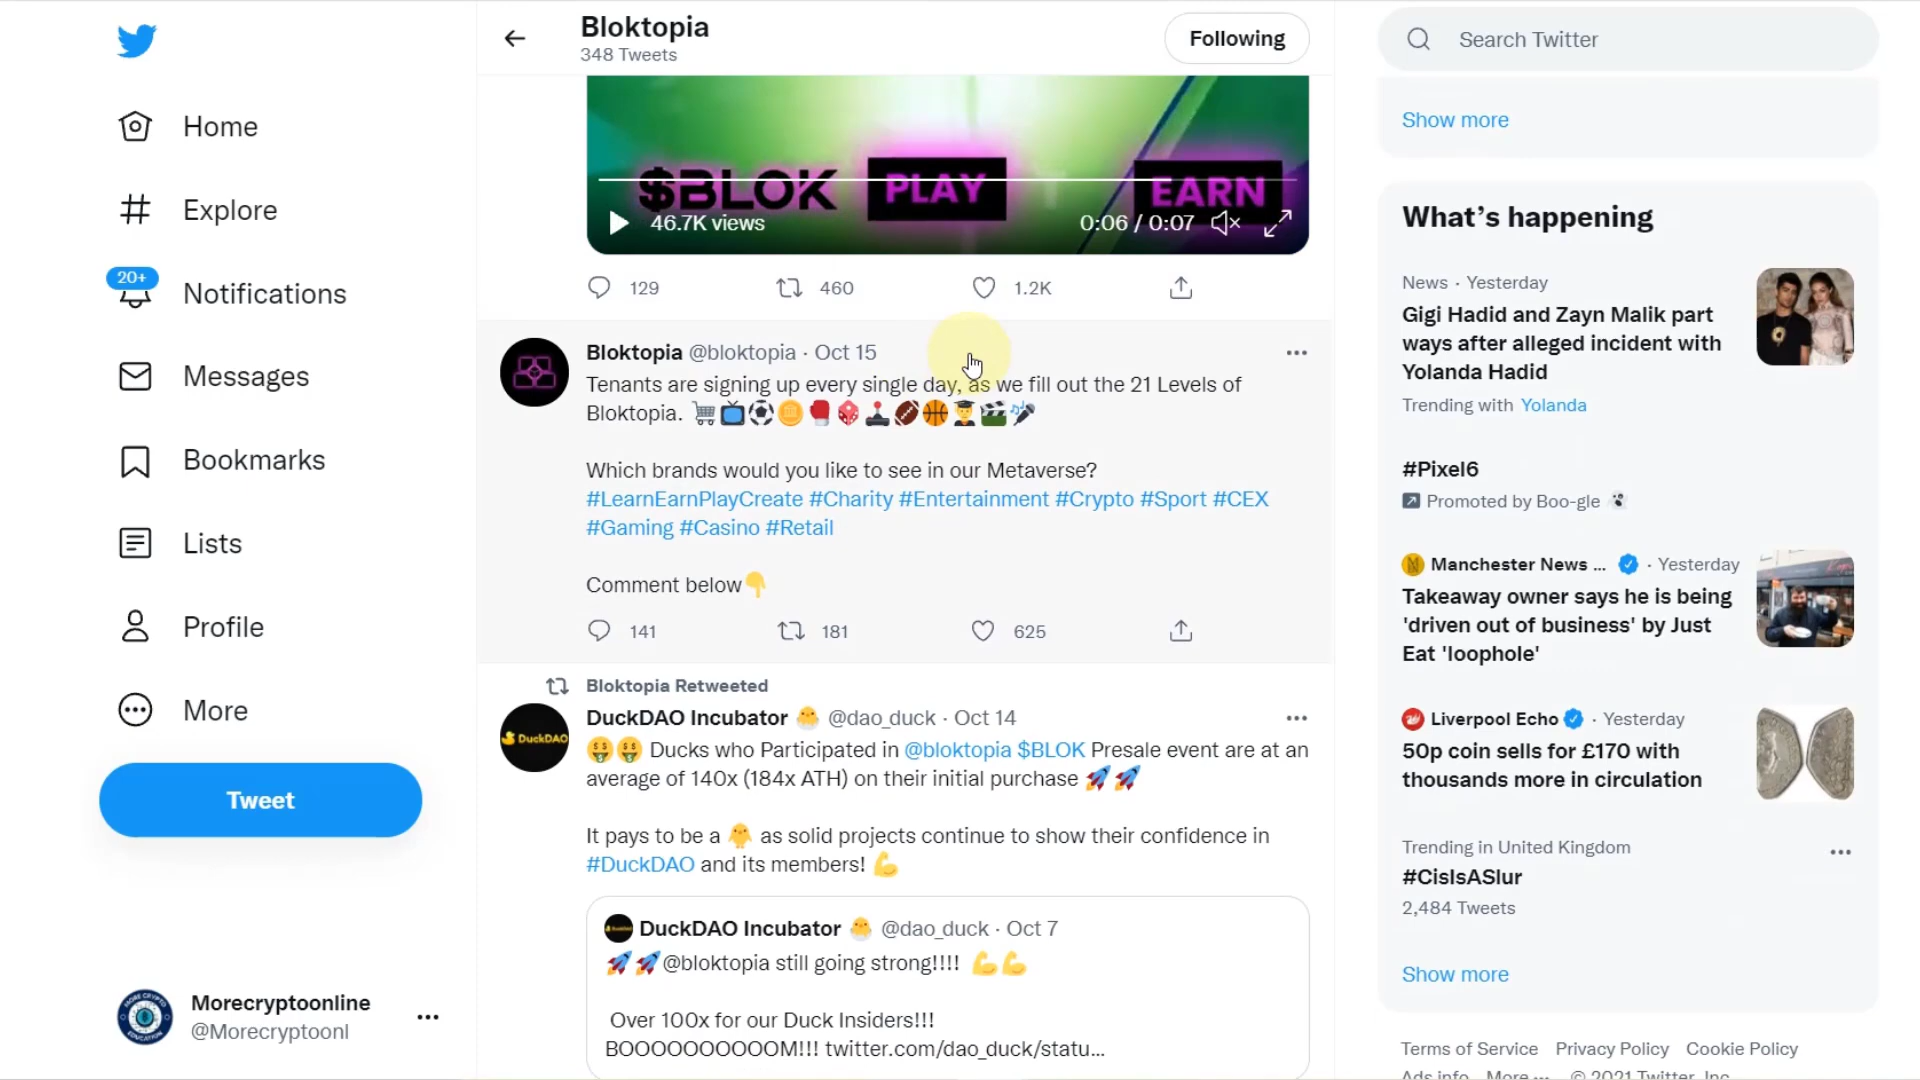 Bloktopia
348 Tweets
Following
Search Twitter
Home
Explore
20+
Notifications
Messages
Bookmarks
Lists
Profile
More
Tweet
Morecryptoonline
@Morecryptoonl
$BLOK PLAY EARN
46.7K views
0:06 / 0:07
129 460 1.2K
Bloktopia @bloktopia · Oct 15
Tenants are signing up every single day, as we fill out the 21 Levels of
Bloktopia.
Which brands would you like to see in our Metaverse?
#LearnEarnPlayCreate #Charity #Entertainment #Crypto #Sport #CEX
#Gaming #Casino #Retail
Comment below
141 181 625
Bloktopia Retweeted
DuckDAO
DuckDAO Incubator @dao_duck · Oct 14
Ducks who Participated in @bloktopia $BLOK Presale event are at an
average of 140x (184x ATH) on their initial purchase
It pays to be a as solid projects continue to show their confidence in
#DuckDAO and its members!
DuckDAO Incubator @dao_duck · Oct 7
@bloktopia still going strong!!!!
Over 100x for our Duck Insiders!!!
BOOOOOOOOOOM!!! twitter.com/dao_duck/statu...
Show more
What's happening
News · Yesterday
Gigi Hadid and Zayn Malik part
ways after alleged incident with
Yolanda Hadid
Trending with Yolanda
#Pixel6
Promoted by Boo-gle
Manchester News ... · Yesterday
Takeaway owner says he is being
'driven out of business' by Just
Eat 'loophole'
Liverpool Echo · Yesterday
50p coin sells for £170 with
thousands more in circulation
Trending in United Kingdom
#CisIsASlur
2,484 Tweets
Show more
Terms of Service Privacy Policy Cookie Policy
Ads info More ... © 2021 Twitter, Inc.